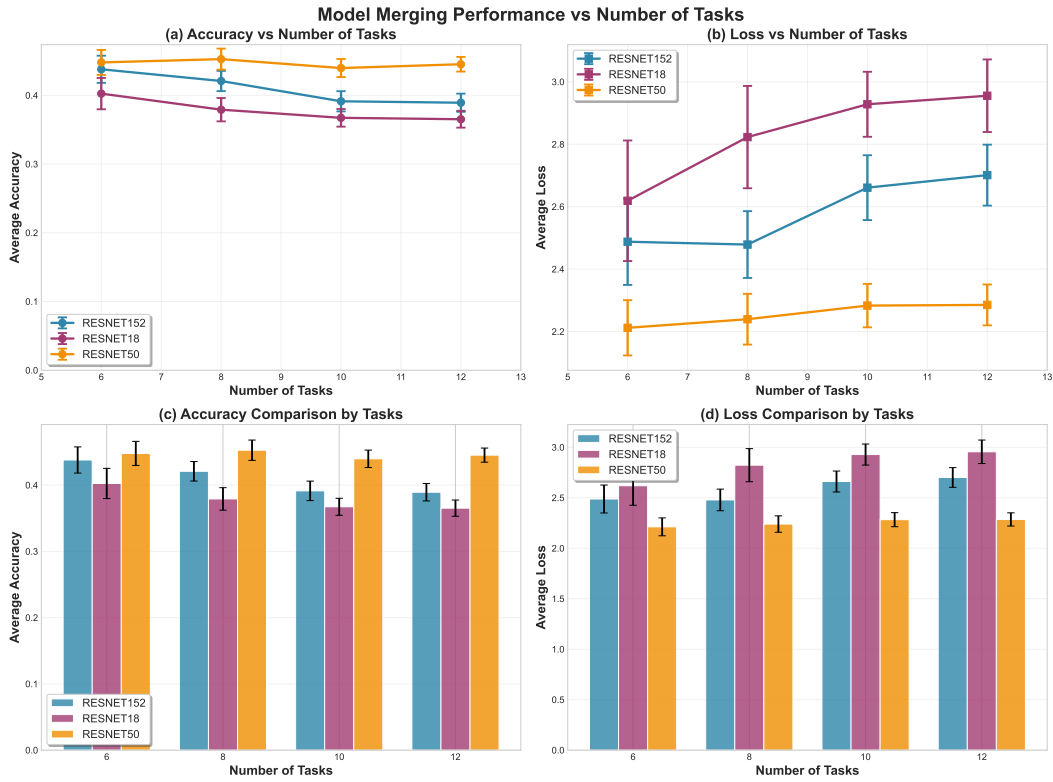 Model Merging Performance vs Number of Tasks
(a) Accuracy vs Number of Tasks
Average Accuracy
0.4
0.3
0.2
0.1
0.0
RESNET152
RESNET18
RESNET50
5 6 7 8 9 10 11 12 13
Number of Tasks
(b) Loss vs Number of Tasks
RESNET152
RESNET18
RESNET50
Average Loss
3.0
2.8
2.6
2.4
2.2
5 6 7 8 9 10 11 12 13
Number of Tasks
(c) Accuracy Comparison by Tasks
Average Accuracy
0.4
0.3
0.2
0.1
0.0
RESNET152
RESNET18
RESNET50
6 8 10 12
Number of Tasks
(d) Loss Comparison by Tasks
RESNET152
RESNET18
RESNET50
Average Loss
3.0
2.5
2.0
1.5
1.0
0.5
0.0
6 8 10 12
Number of Tasks